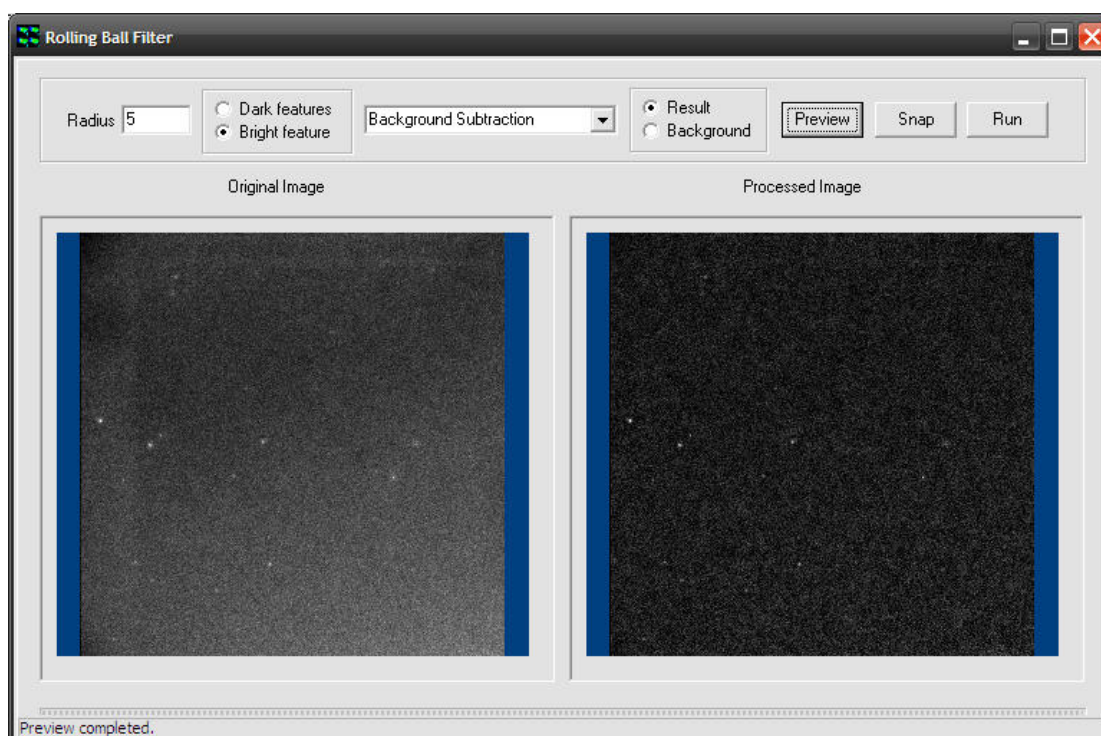 Rolling Ball Filter
Radius 5
Dark features
Bright feature
Background Subtraction
Result
Background
Preview
Snap
Run
Original Image
Processed Image
Preview completed.